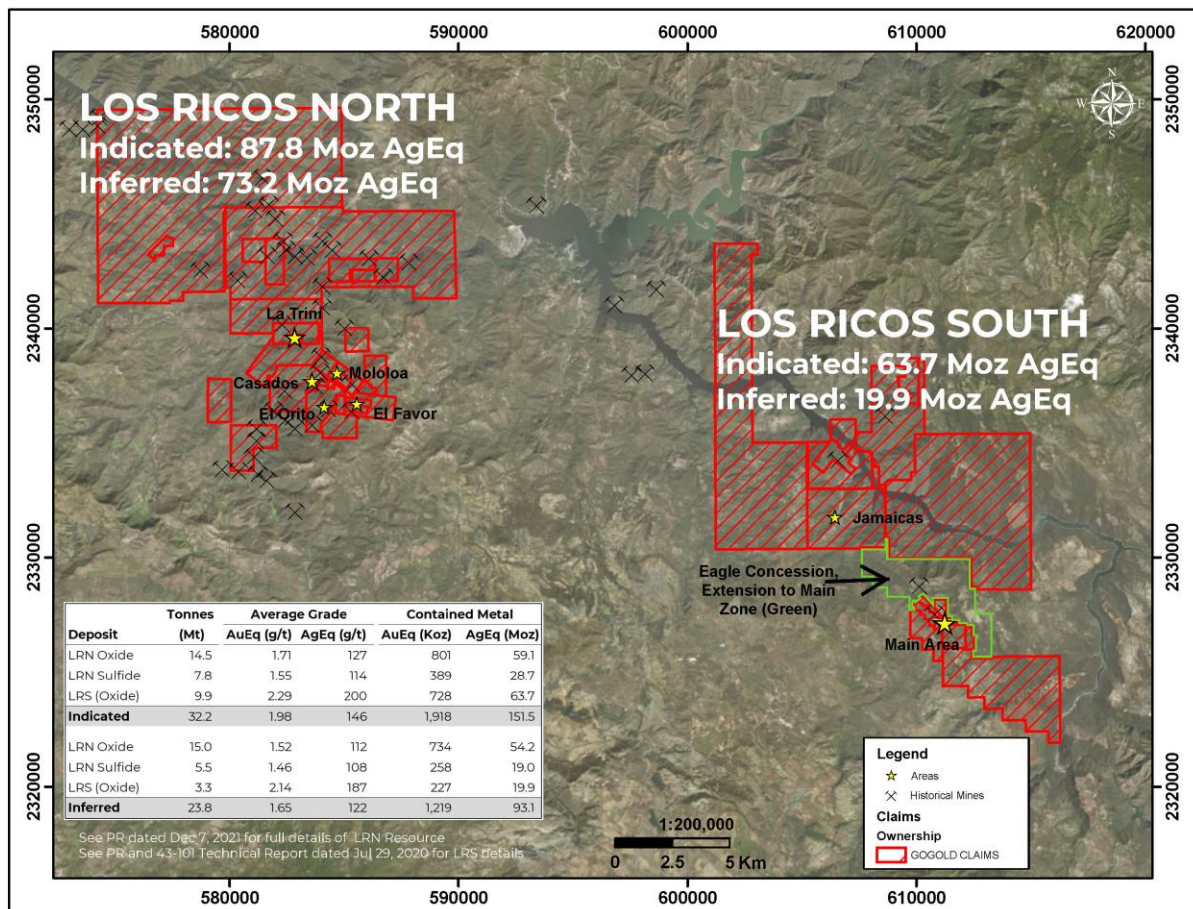 580000 590000 600000 610000 620000
2350000 2350000
LOS RICOS NORTH
Indicated: 87.8 Moz AgEq
Inferred: 73.2 Moz AgEq
N
W E
S
2340000 2340000
La Trini
Mololoa
Casados
El Orito El Favor
LOS RICOS SOUTH
Indicated: 63.7 Moz AgEq
Inferred: 19.9 Moz AgEq
Jamaicas
2330000 2330000
Eagle Concession,
Extension to Main
Zone (Green)
Main Area
Tonnes Average Grade Contained Metal
Deposit (Mt) AuEq (g/t) AgEq (g/t) AuEq (Koz) AgEq (Moz)
LRN Oxide 14.5 1.71 127 801 59.1
LRN Sulfide 7.8 1.55 114 389 28.7
LRS (Oxide) 9.9 2.29 200 728 63.7
Indicated 32.2 1.98 146 1,918 151.5
LRN Oxide 15.0 1.52 112 734 54.2
LRN Sulfide 5.5 1.46 108 258 19.0
LRS (Oxide) 3.3 2.14 187 227 19.9
Inferred 23.8 1.65 122 1,219 93.1
See PR dated Dec 7, 2021 for full details of LRN Resource
See PR and 43-101 Technical Report dated Jul 29, 2020 for LRS details
2320000 2320000
1:200,000
0 2.5 5 Km
Legend
Areas
Historical Mines
Claims
Ownership
GOGOLD CLAIMS
580000 590000 600000 610000